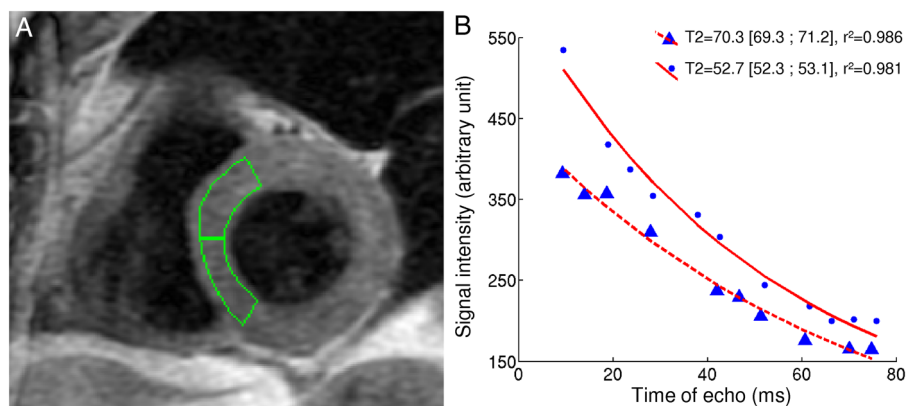 A
B
T2=70.3 [69.3 ; 71.2], r²=0.986
T2=52.7 [52.3 ; 53.1], r²=0.981
Signal intensity (arbitrary unit)
550
450
350
250
150
0
20
40
60
80
Time of echo (ms)